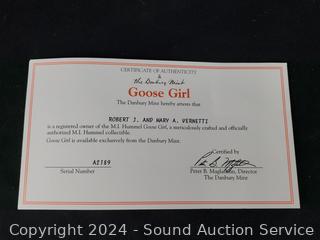 CERTIFICATE OF AUTHENTICITY
&
The Danbury Mint
Goose Girl
The Danbury Mint hereby attests that
ROBERT J. AND MARY A. VERNETTI
is a registered owner of the M.I. Hummel Goose Girl, a meticulously crafted and officially
authorized M.I. Hummel collectible.
Goose Girl is available exclusively from the Danbury Mint.
Certified by
A2189
Serial Number
Peter B. Maglathlin, Director
The Danbury Mint
Copyright 2024 - Sound Auction Service